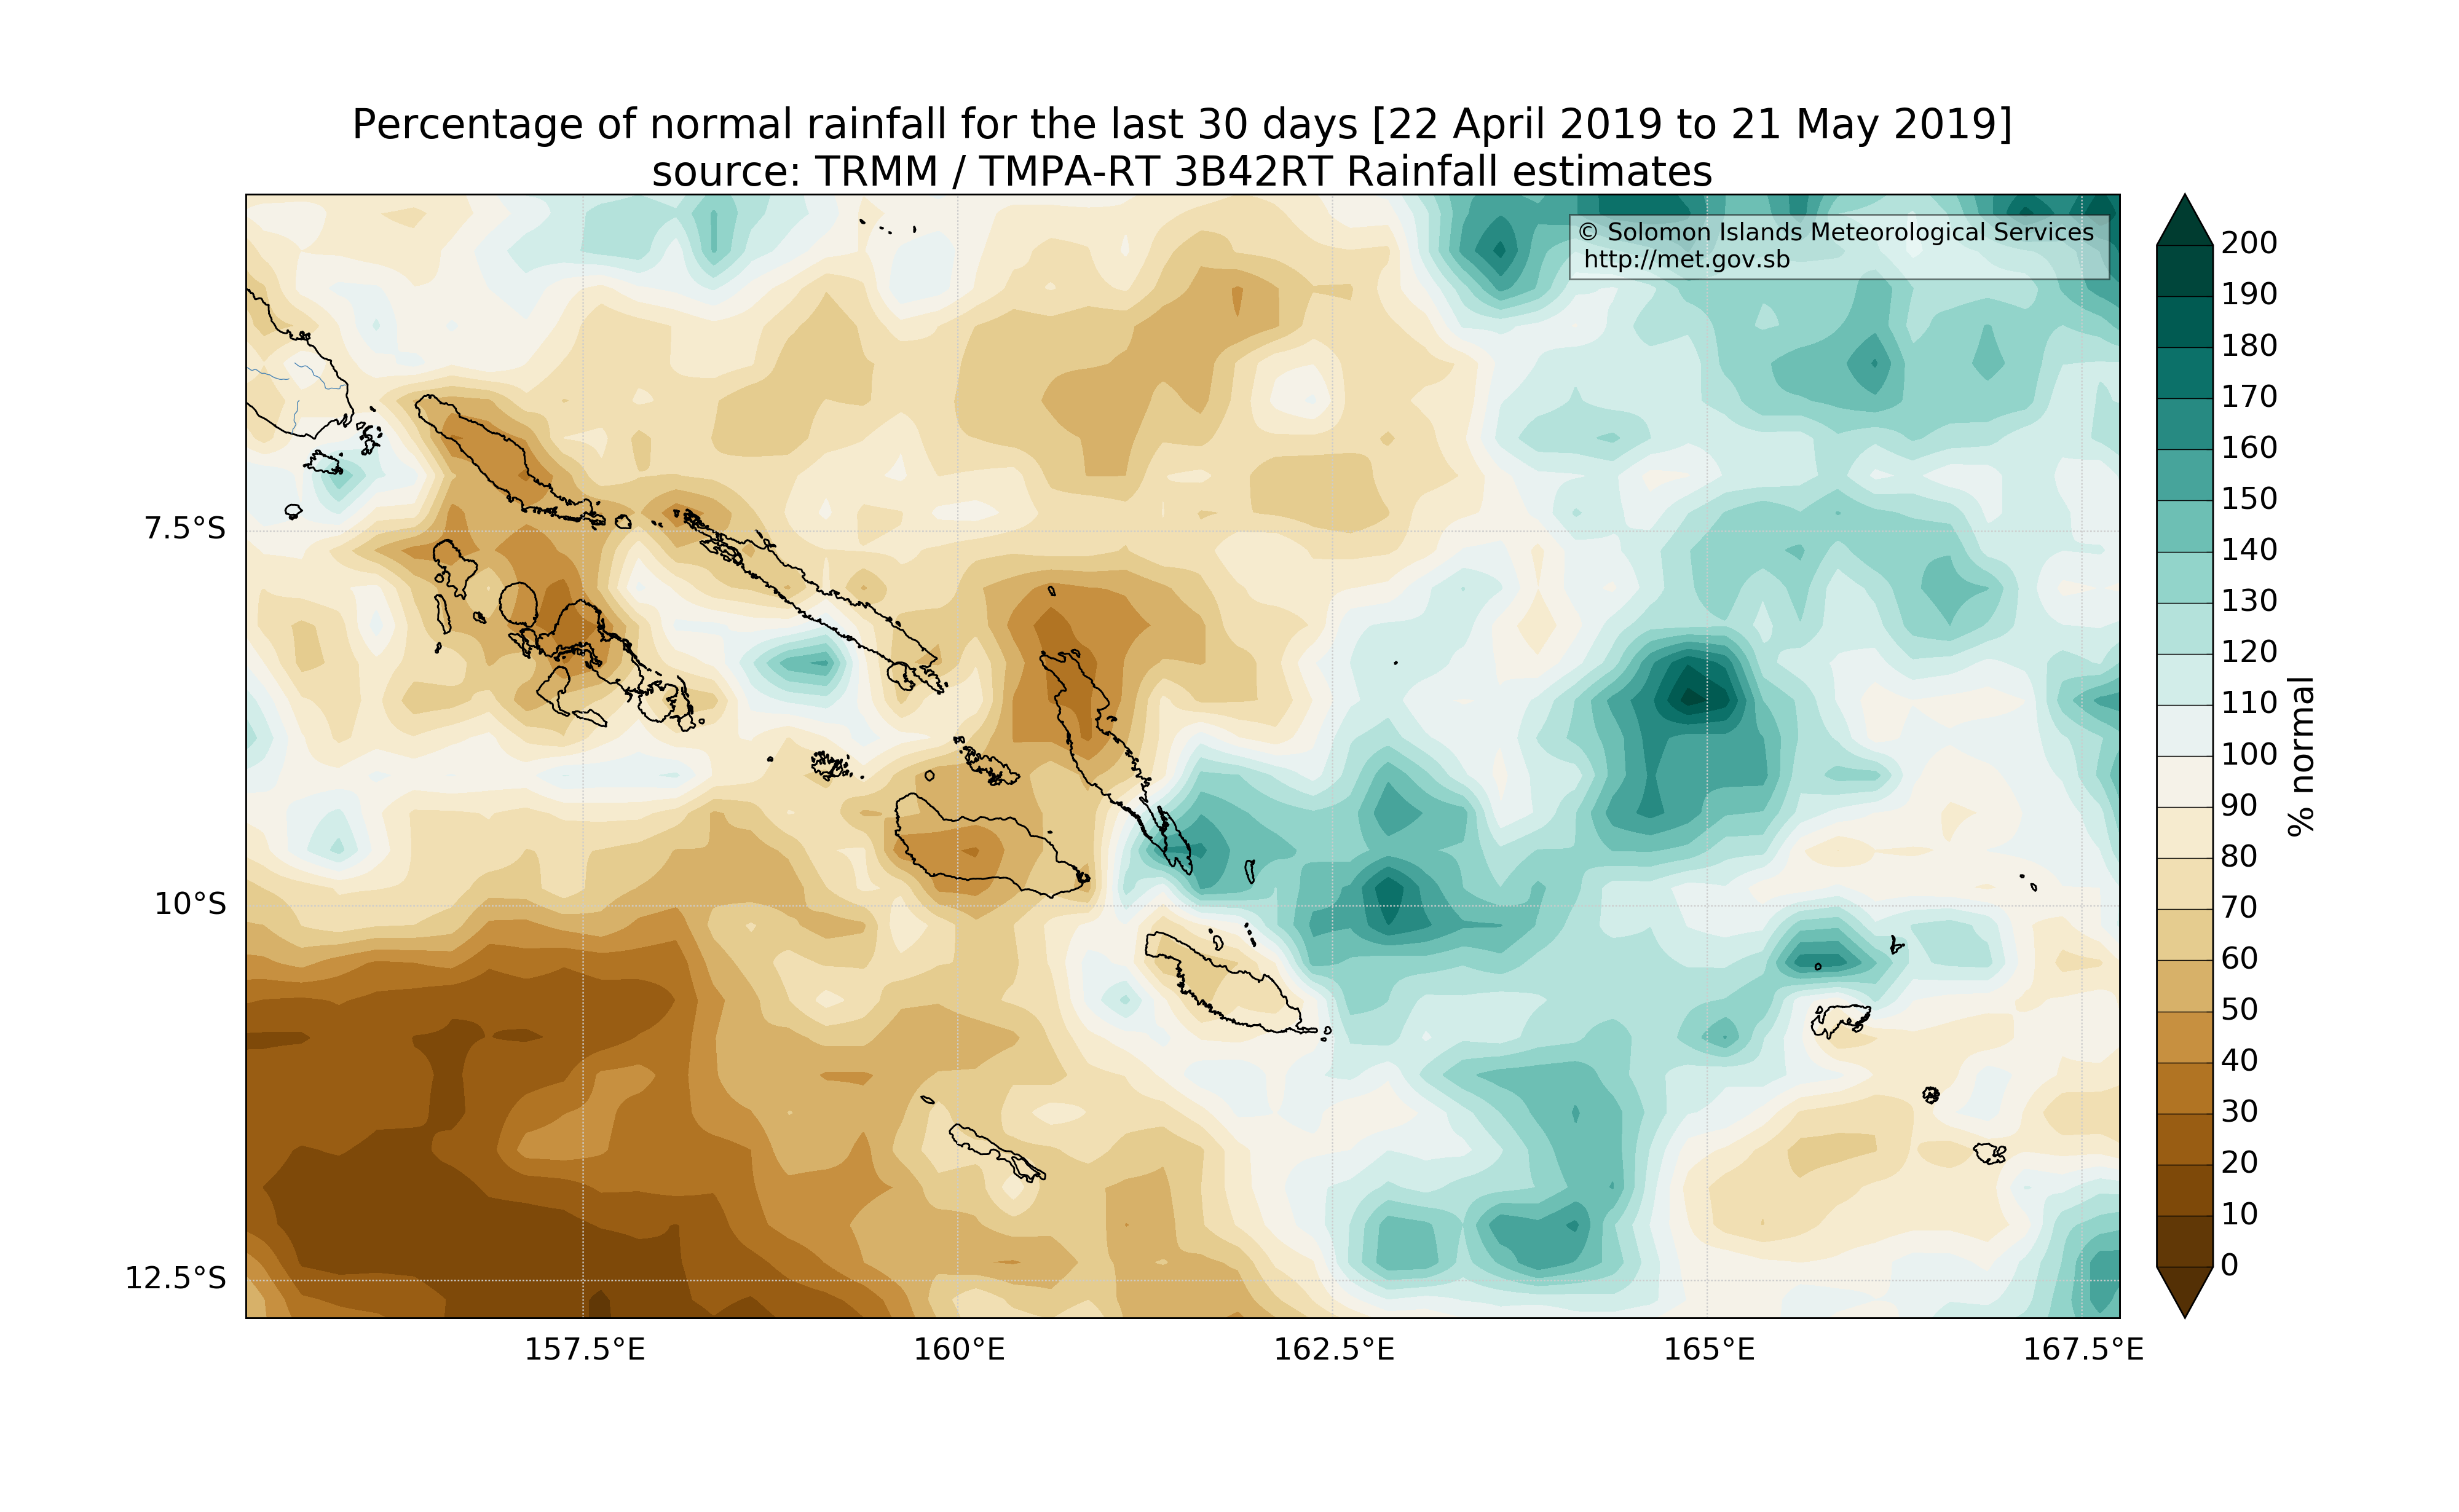 Percentage of normal rainfall for the last 30 days [22 April 2019 to 21 May 2019]
source: TRMM / TMPA-RT 3B42RT Rainfall estimates
© Solomon Islands Meteorological Services
http://met.gov.sb
7.5°S
10°S
12.5°S
157.5°E
160°E
162.5°E
165°E
167.5°E
200
190
180
170
160
150
140
130
120
110
100
90
80
70
60
50
40
30
20
10
0
% normal